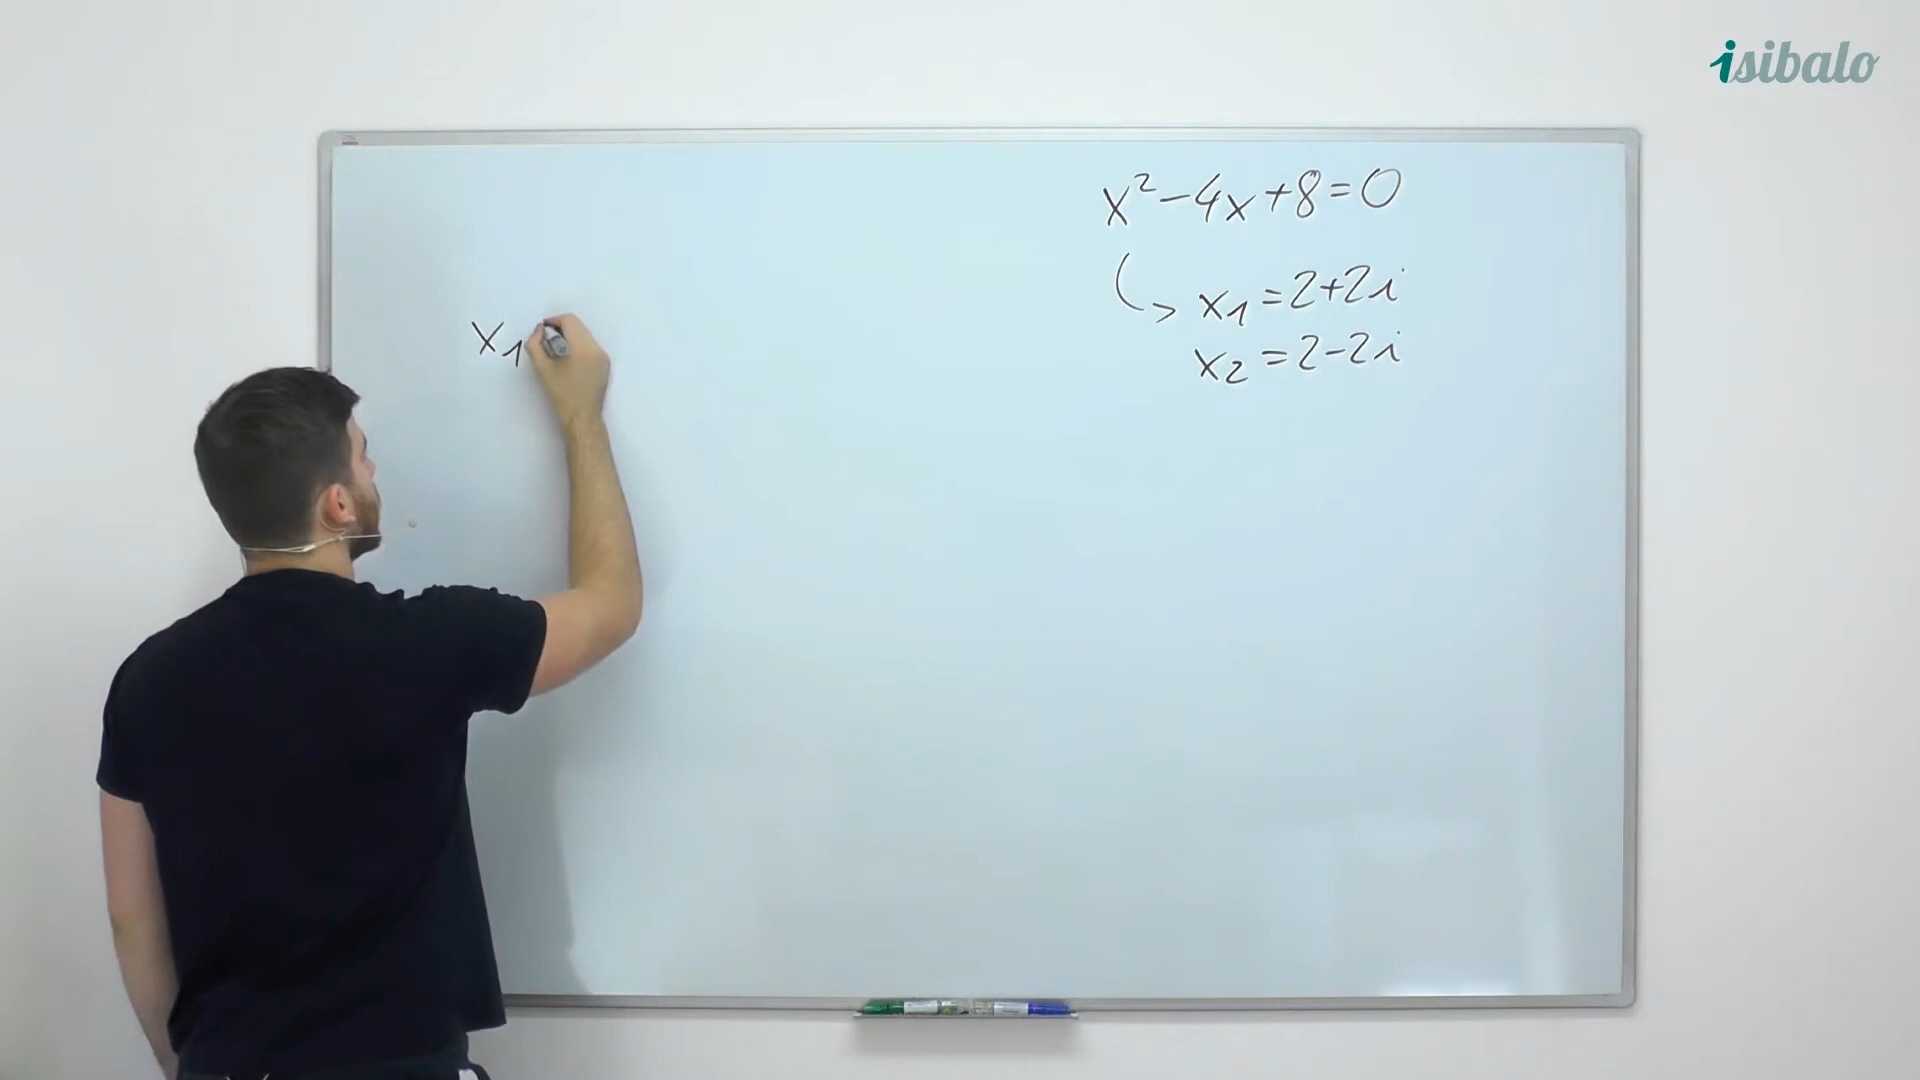 isibalo
x² - 4x + 8 = 0
x₁ = 2 + 2i
x₂ = 2 - 2i
x₁